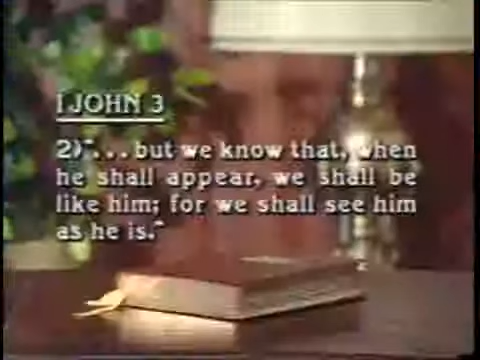 I JOHN 3
2) "... but we know that, when
he shall appear, we shall be
like him; for we shall see him
as he is."